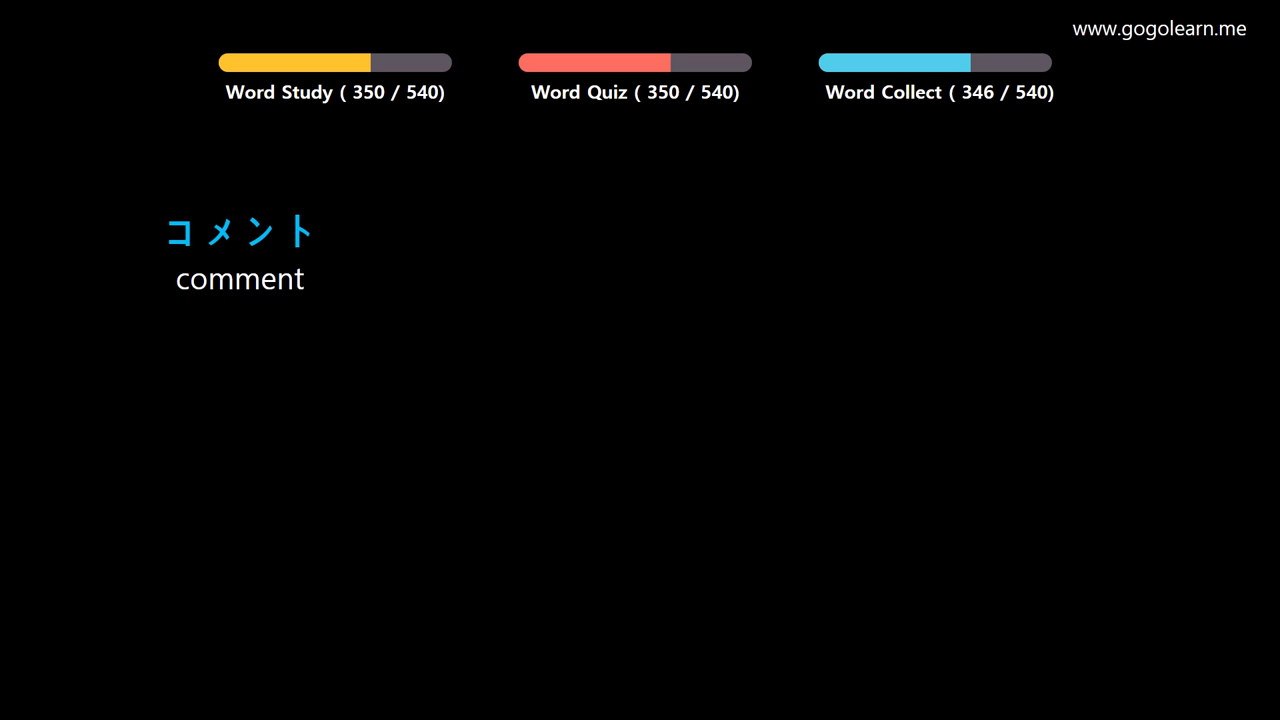 www.gogolearn.me
Word Study ( 350 / 540)
Word Quiz ( 350 / 540)
Word Collect ( 346 / 540)
コメント
comment